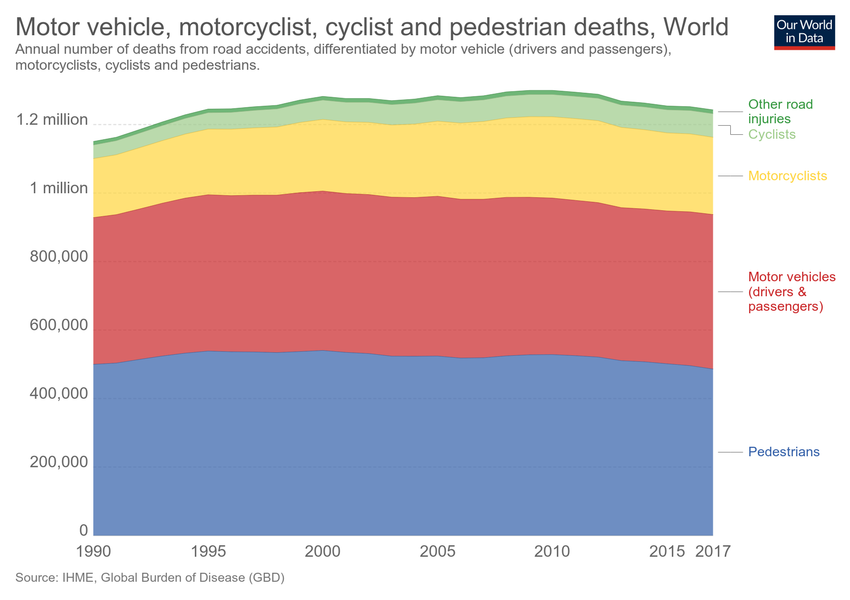 Motor vehicle, motorcyclist, cyclist and pedestrian deaths, World
Our World
in Data
Annual number of deaths from road accidents, differentiated by motor vehicle (drivers and passengers),
motorcyclists, cyclists and pedestrians.
1.2 million
1 million
800,000
600,000
400,000
200,000
0
1990
1995
2000
2005
2010
2015
2017
Other road
injuries
Cyclists
Motorcyclists
Motor vehicles
(drivers &
passengers)
Pedestrians
Source: IHME, Global Burden of Disease (GBD)